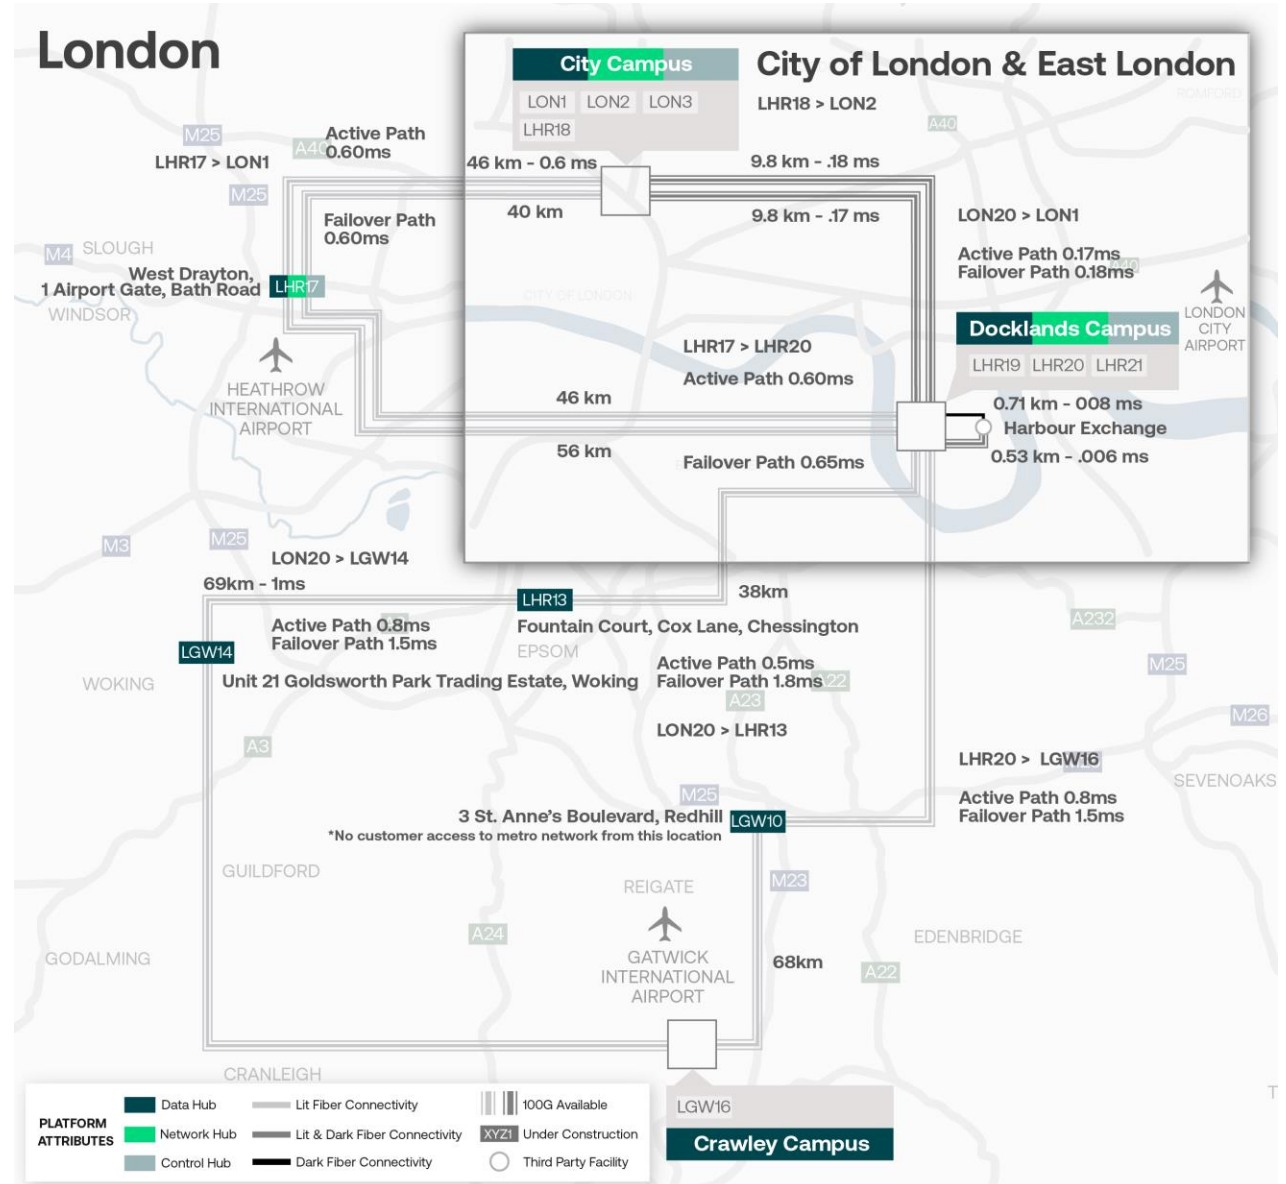 London
City Campus
City of London & East London
LON1 LON2 LON3
LHR18
LHR18 > LON2
ROMFORD
A40
M25
A40
Active Path
0.60ms
LHR17 > LON1
46 km - 0.6 ms
9.8 km - .18 ms
M25
40 km
9.8 km - .17 ms
Failover Path
0.60ms
LON20 > LON1
M4
SLOUGH
Active Path 0.17ms
Failover Path 0.18ms
A40
West Drayton,
1 Airport Gate, Bath Road
LHR17
CITY OF LONDON
WINDSOR
LONDON
CITY
AIRPORT
Docklands Campus
LHR19 LHR20 LHR21
LHR17 > LHR20
Active Path 0.60ms
HEATHROW
INTERNATIONAL
AIRPORT
46 km
0.71 km - 008 ms
Harbour Exchange
56 km
0.53 km - .006 ms
Failover Path 0.65ms
M3
M25
LON20 > LGW14
69km - 1ms
38km
LHR13
Fountain Court, Cox Lane, Chessington
Active Path 0.8ms
Failover Path 1.5ms
A232
EPSOM
LGW14
Unit 21 Goldsworth Park Trading Estate, Woking
Active Path 0.5ms
Failover Path 1.8ms
A22
M25
WOKING
A23
M26
LON20 > LHR13
A3
LHR20 > LGW16
SEVENOAKS
M25
Active Path 0.8ms
Failover Path 1.5ms
3 St. Anne’s Boulevard, Redhill
LGW10
*No customer access to metro network from this location
GUILDFORD
REIGATE
M23
A24
EDENBRIDGE
GODALMING
GATWICK
INTERNATIONAL
AIRPORT
68km
A22
CRANLEIGH
T
LGW16
Crawley Campus
PLATFORM
ATTRIBUTES
Data Hub
Network Hub
Control Hub
Lit Fiber Connectivity
Lit & Dark Fiber Connectivity
Dark Fiber Connectivity
100G Available
XYZ1 Under Construction
Third Party Facility